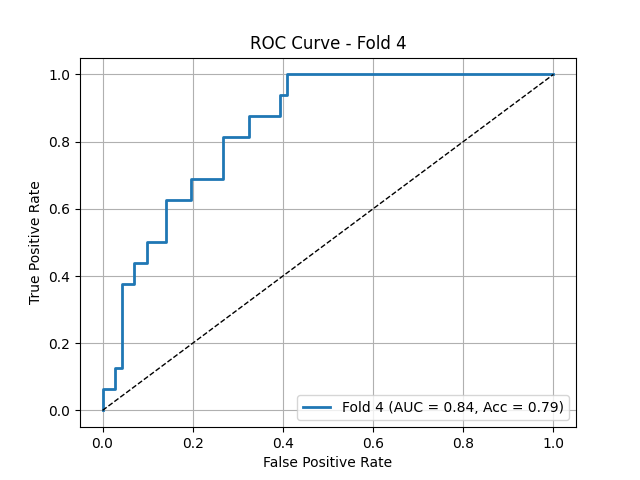 ROC Curve - Fold 4
True Positive Rate
1.0
0.8
0.6
0.4
0.2
0.0
Fold 4 (AUC = 0.84, Acc = 0.79)
0.0 0.2 0.4 0.6 0.8 1.0
False Positive Rate